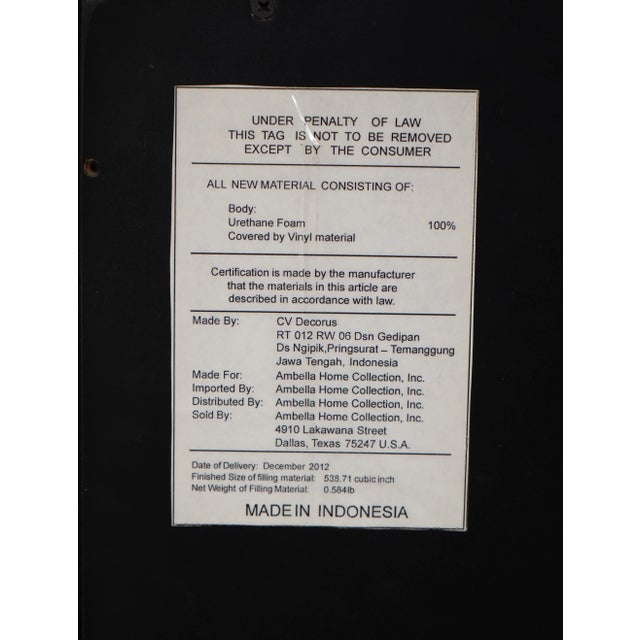 UNDER PENALTY OF LAW
THIS TAG IS NOT TO BE REMOVED
EXCEPT BY THE CONSUMER
ALL NEW MATERIAL CONSISTING OF:
Body:
Urethane Foam 100%
Covered by Vinyl material
Certification is made by the manufacturer
that the materials in this article are
described in accordance with law.
Made By: CV Decorus
RT 012 RW 06 Dsn Gedipan
Ds Ngipik,Pringsurat – Temanggung
Jawa Tengah, Indonesia
Made For: Ambella Home Collection, Inc.
Imported By: Ambella Home Collection, Inc.
Distributed By: Ambella Home Collection, Inc.
Sold By: Ambella Home Collection, Inc.
4910 Lakawana Street
Dallas, Texas 75247 U.S.A.
Date of Delivery: December 2012
Finished Size of filling material: 538.71 cubic inch
Net Weight of Filling Material: 0.584lb
MADE IN INDONESIA